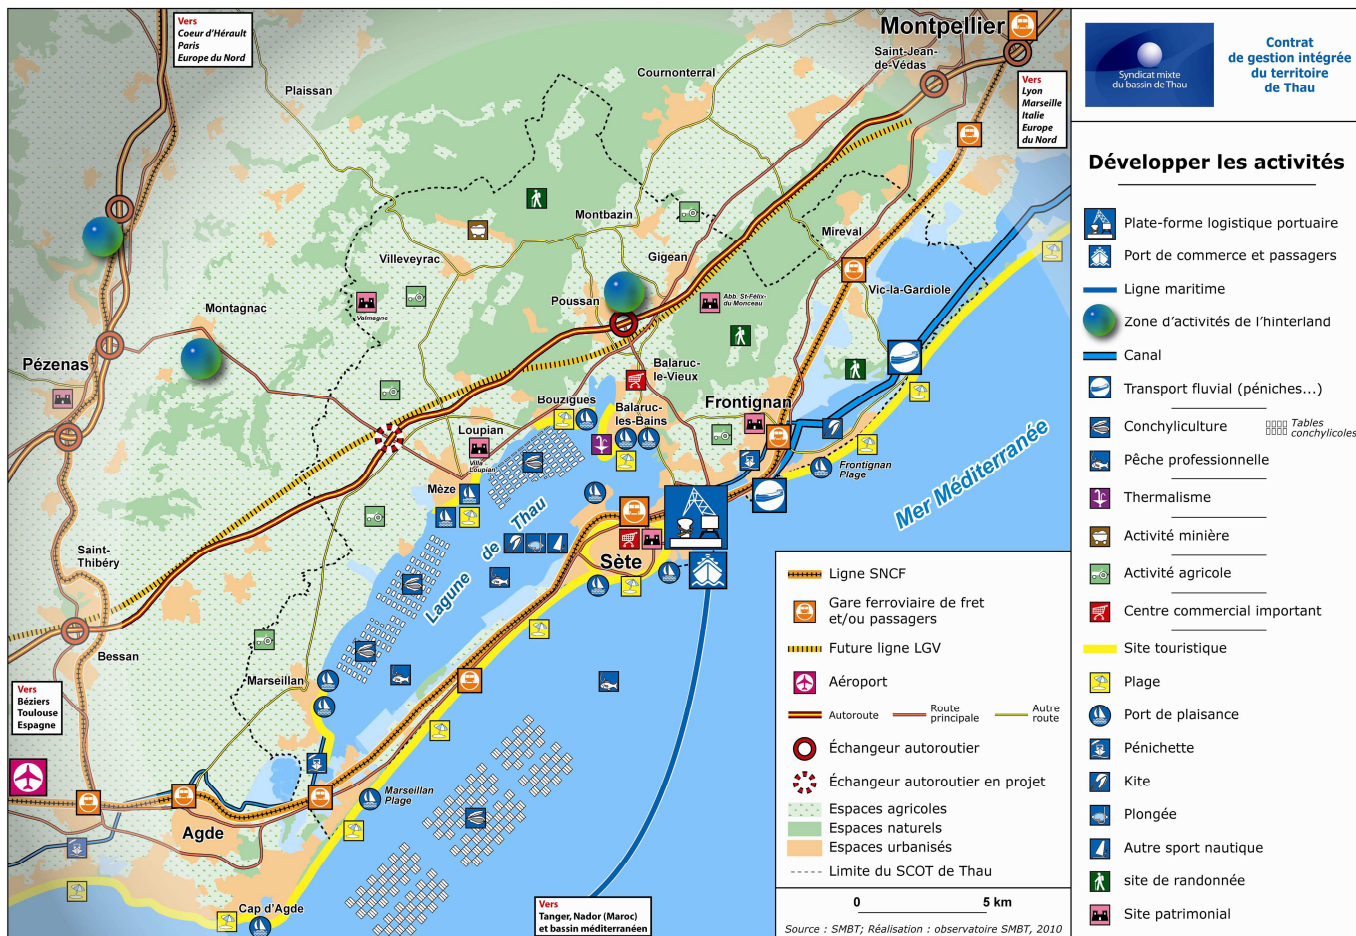 Vers
Coeur d'Hérault
Paris
Europe du Nord
Montpellier
Saint-Jean-
de-Védas
Cournonterral
Plaissan
Vers
Lyon
Marseille
Italie
Europe
du Nord
Montbazin
Mireval
Villeveyrac
Gigean
Vic-la-Gardiole
Montagnac
Poussan
Abb. St-Félix-
du Monceau
Valmagne
Pézenas
Balaruc-
le-Vieux
Bouzigues
Balaruc-
les-Bains
Frontignan
Loupian
Villa
Loupian
Frontignan
Plage
Mer Méditerranée
Mèze
Lagune de Thau
Saint-
Thibéry
Sète
Bessan
Marseillan
Vers
Béziers
Toulouse
Espagne
Marseillan
Plage
Agde
Cap d'Agde
Vers
Tanger, Nador (Maroc)
et bassin méditerranéen
Ligne SNCF
Gare ferroviaire de fret
et/ou passagers
Future ligne LGV
Aéroport
Autoroute
Route
principale
Autre
route
Échangeur autoroutier
Échangeur autoroutier en projet
Espaces agricoles
Espaces naturels
Espaces urbanisés
Limite du SCOT de Thau
0 5 km
Source : SMBT; Réalisation : observatoire SMBT, 2010
Syndicat mixte
du bassin de Thau
Contrat
de gestion intégrée
du territoire
de Thau
Développer les activités
Plate-forme logistique portuaire
Port de commerce et passagers
Ligne maritime
Zone d'activités de l'hinterland
Canal
Transport fluvial (péniches...)
Conchyliculture
Tables
conchylicoles
Pêche professionnelle
Thermalisme
Activité minière
Activité agricole
Centre commercial important
Site touristique
Plage
Port de plaisance
Pénichette
Kite
Plongée
Autre sport nautique
site de randonnée
Site patrimonial